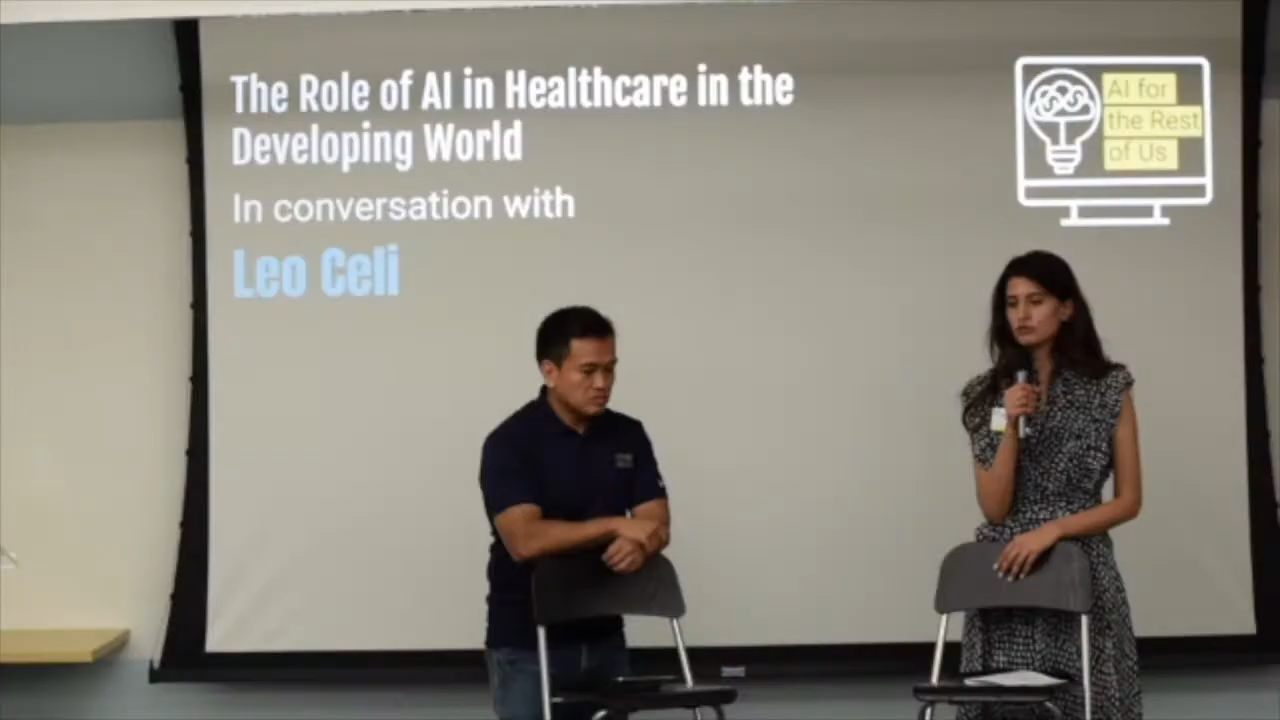 The Role of AI in Healthcare in the
Developing World
In conversation with
Leo Celi
AI for
the Rest
of Us